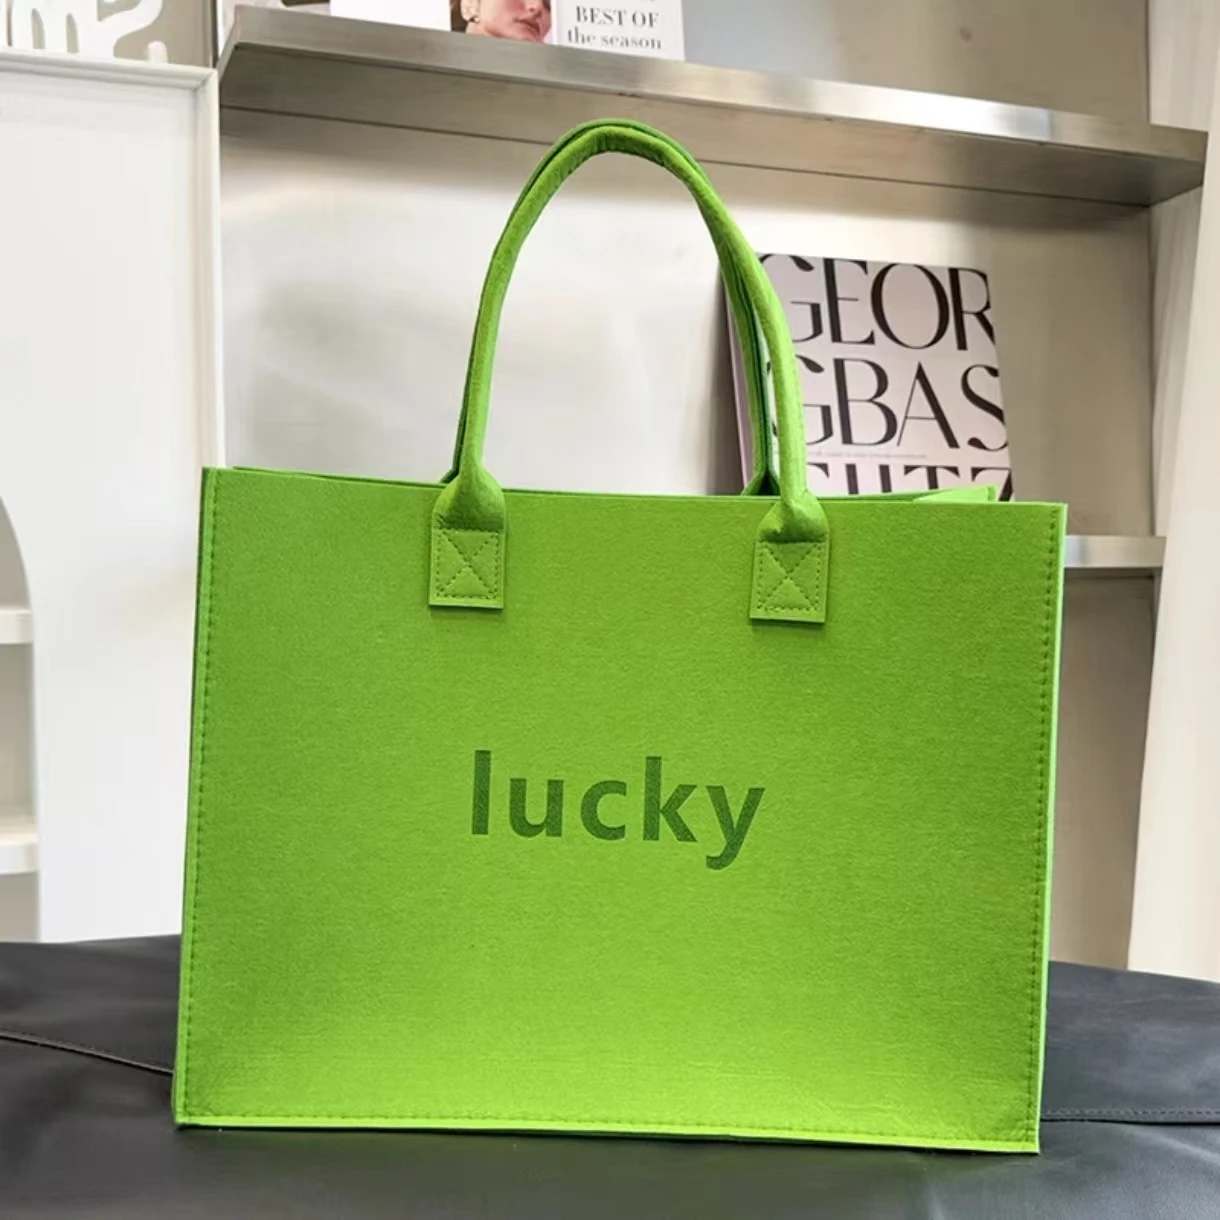 BEST OF
the season
GEOR
GBAS
lucky